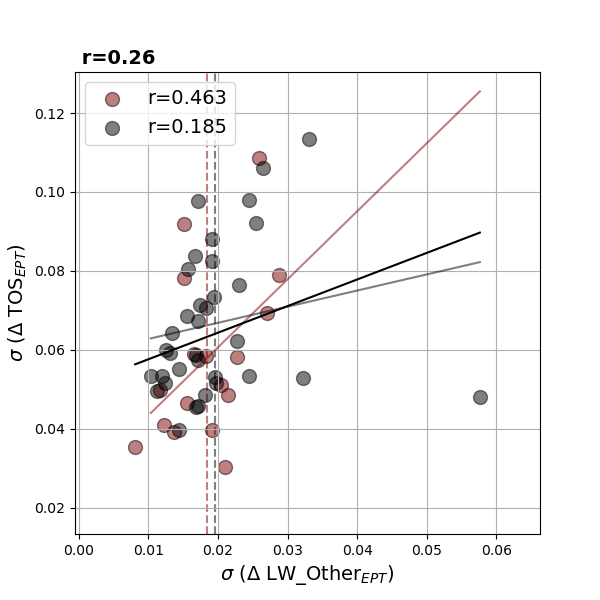 r=0.26
r=0.463
r=0.185
0.12
0.10
0.08
0.06
0.04
0.02
σ (Δ TOS_EPT)
0.00 0.01 0.02 0.03 0.04 0.05 0.06
σ (Δ LW_Other_EPT)